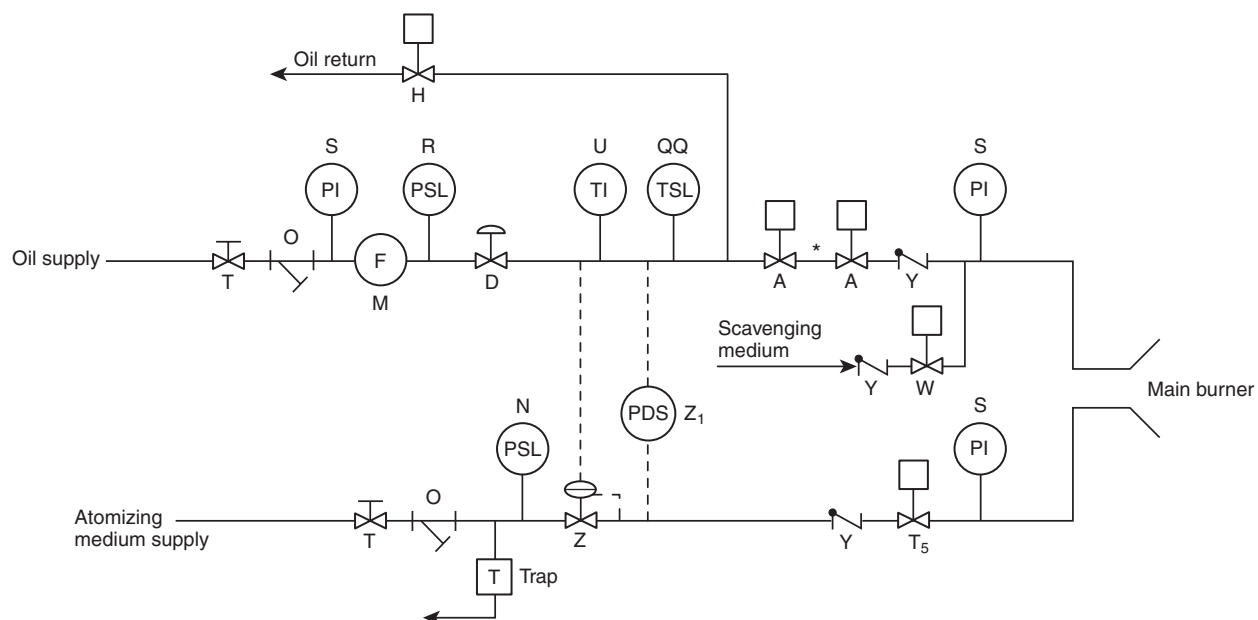 Oil return
H
S
R
U
QQ
S
PI
PSL
TI
TSL
PI
Oil supply
T
O
F
M
D
A
*
A
Y
Scavenging
medium
Y
W
Main burner
N
PSL
PDS
Z₁
S
PI
Atomizing
medium supply
T
O
Z
Y
T₅
T
Trap